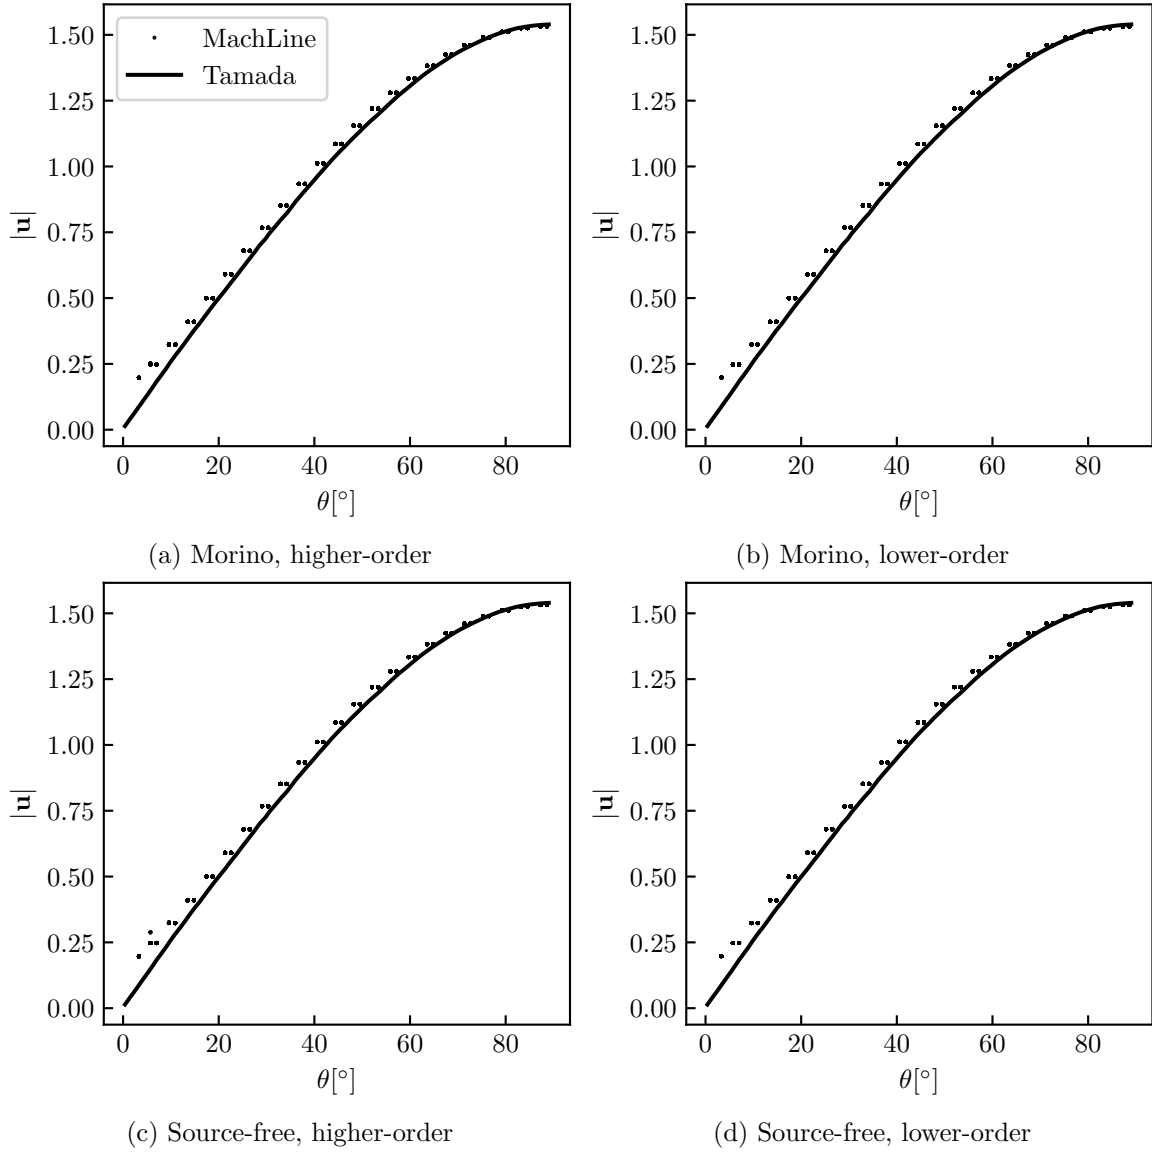 1.50
1.25
1.00
0.75
0.50
0.25
0.00
|u|
MachLine
Tamada
0 20 40 60 80
θ[°]
(a) Morino, higher-order
1.50
1.25
1.00
0.75
0.50
0.25
0.00
|u|
0 20 40 60 80
θ[°]
(b) Morino, lower-order
1.50
1.25
1.00
0.75
0.50
0.25
0.00
|u|
0 20 40 60 80
θ[°]
(c) Source-free, higher-order
1.50
1.25
1.00
0.75
0.50
0.25
0.00
|u|
0 20 40 60 80
θ[°]
(d) Source-free, lower-order